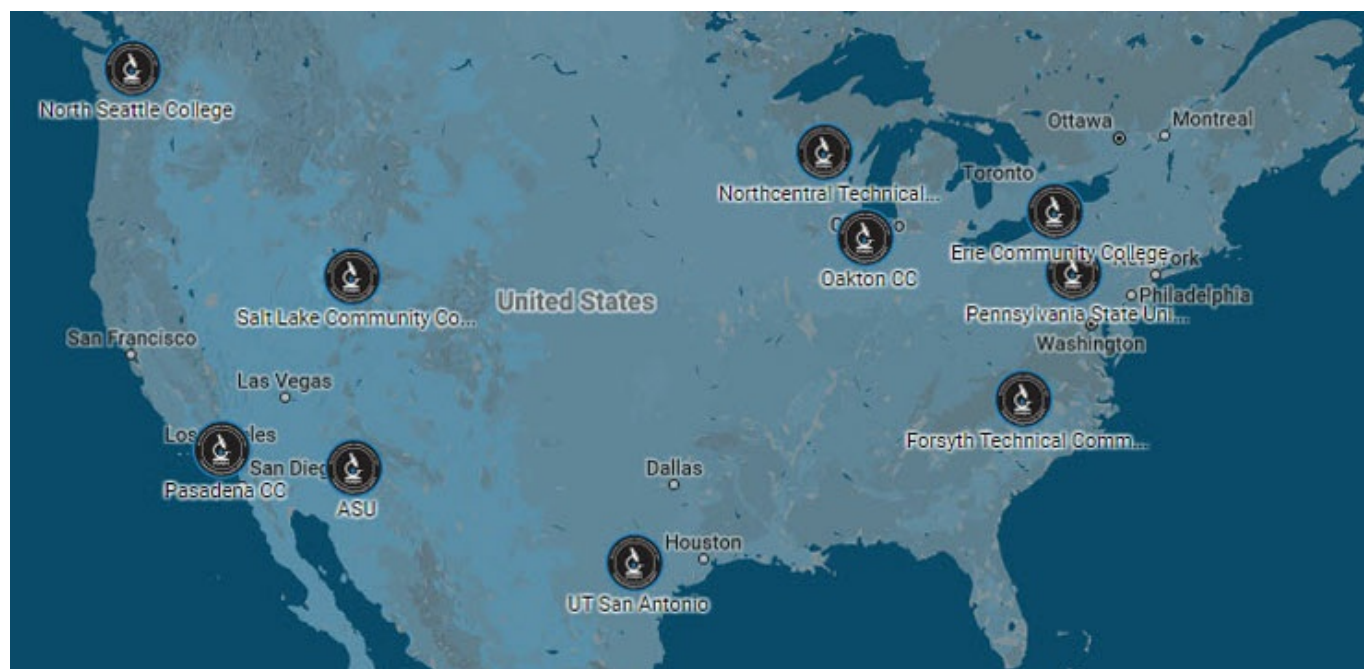 North Seattle College
Ottawa
Montreal
Toronto
Northcentral Technical...
Erie Community College
Oakton CC
Salt Lake Community Co...
United States
Philadelphia
Pennsylvania State Uni...
Washington
San Francisco
Las Vegas
Forsyth Technical Comm...
San Dieg
Pasadena CC
ASU
Dallas
Houston
UT San Antonio